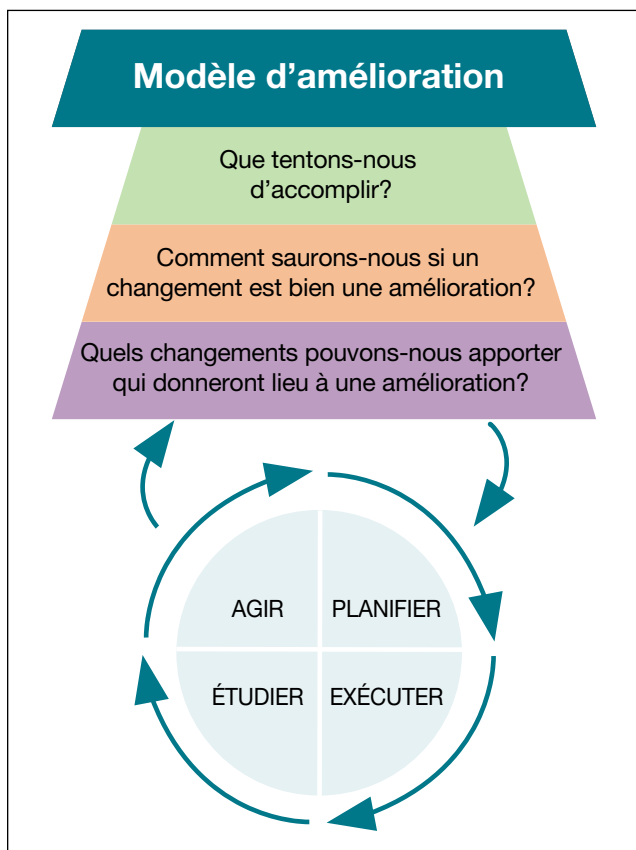 Modèle d'amélioration
Que tentons-nous
d'accomplir?
Comment saurons-nous si un
changement est bien une amélioration?
Quels changements pouvons-nous apporter
qui donneront lieu à une amélioration?
AGIR
PLANIFIER
ÉTUDIER
EXÉCUTER